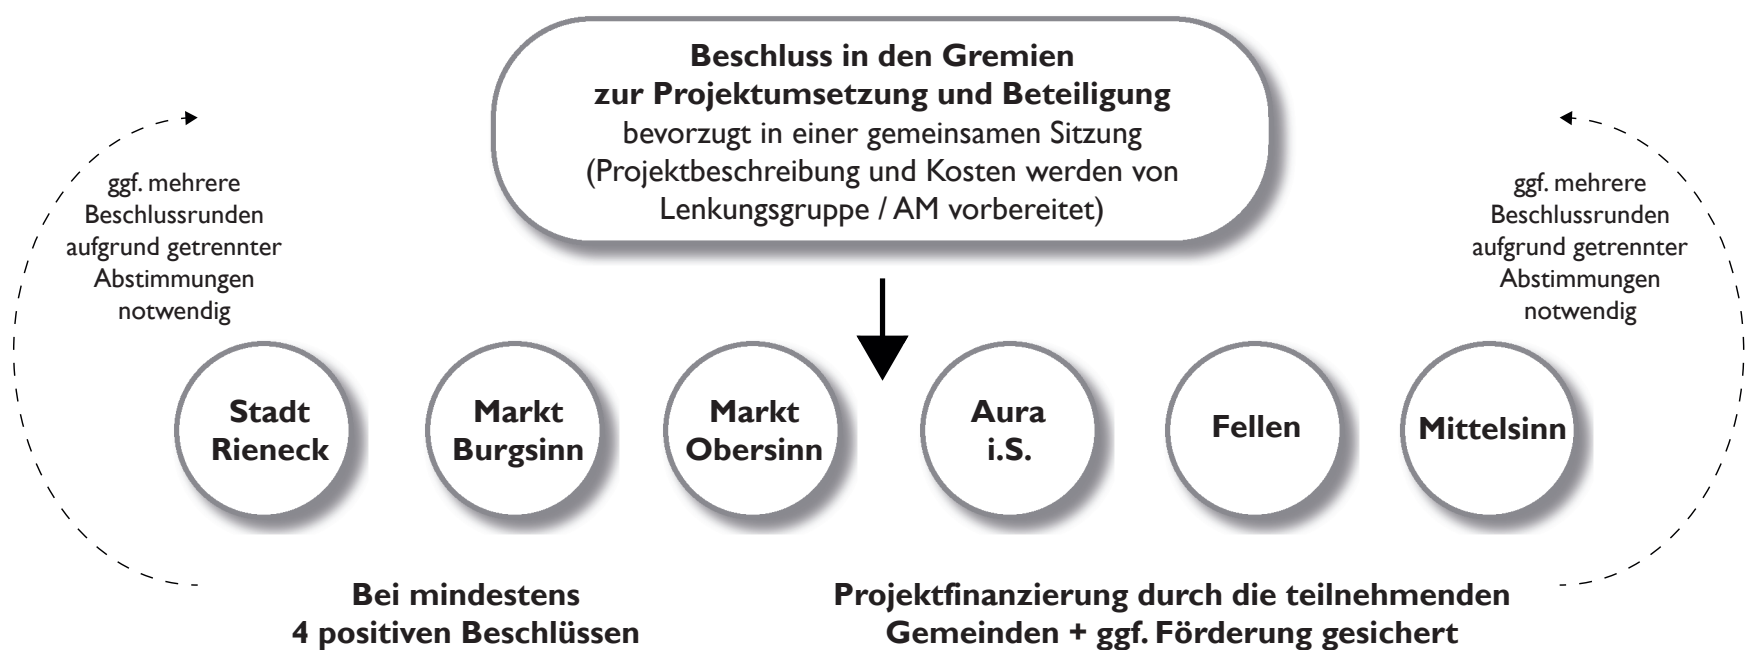 Beschluss in den Gremien
zur Projektumsetzung und Beteiligung
bevorzugt in einer gemeinsamen Sitzung
(Projektbeschreibung und Kosten werden von
Lenkungsgruppe / AM vorbereitet)
ggf. mehrere
Beschlussrunden
aufgrund getrennter
Abstimmungen
notwendig
ggf. mehrere
Beschlussrunden
aufgrund getrennter
Abstimmungen
notwendig
Stadt
Rieneck
Markt
Burgsinn
Markt
Obersinn
Aura
i.S.
Fellen
Mittelsinn
Bei mindestens
4 positiven Beschlüssen
Projektfinanzierung durch die teilnehmenden
Gemeinden + ggf. Förderung gesichert